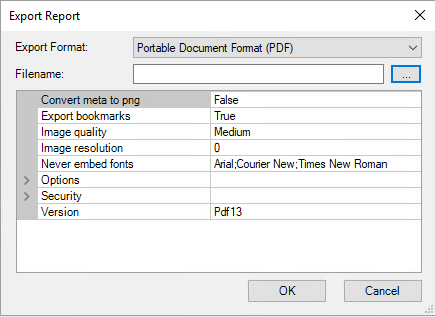 Export Report
Export Format: Portable Document Format (PDF)
Filename: ...
Convert meta to png False
Export bookmarks True
Image quality Medium
Image resolution 0
Never embed fonts Arial;Courier New;Times New Roman
Options
Security
Version Pdf13
OK Cancel